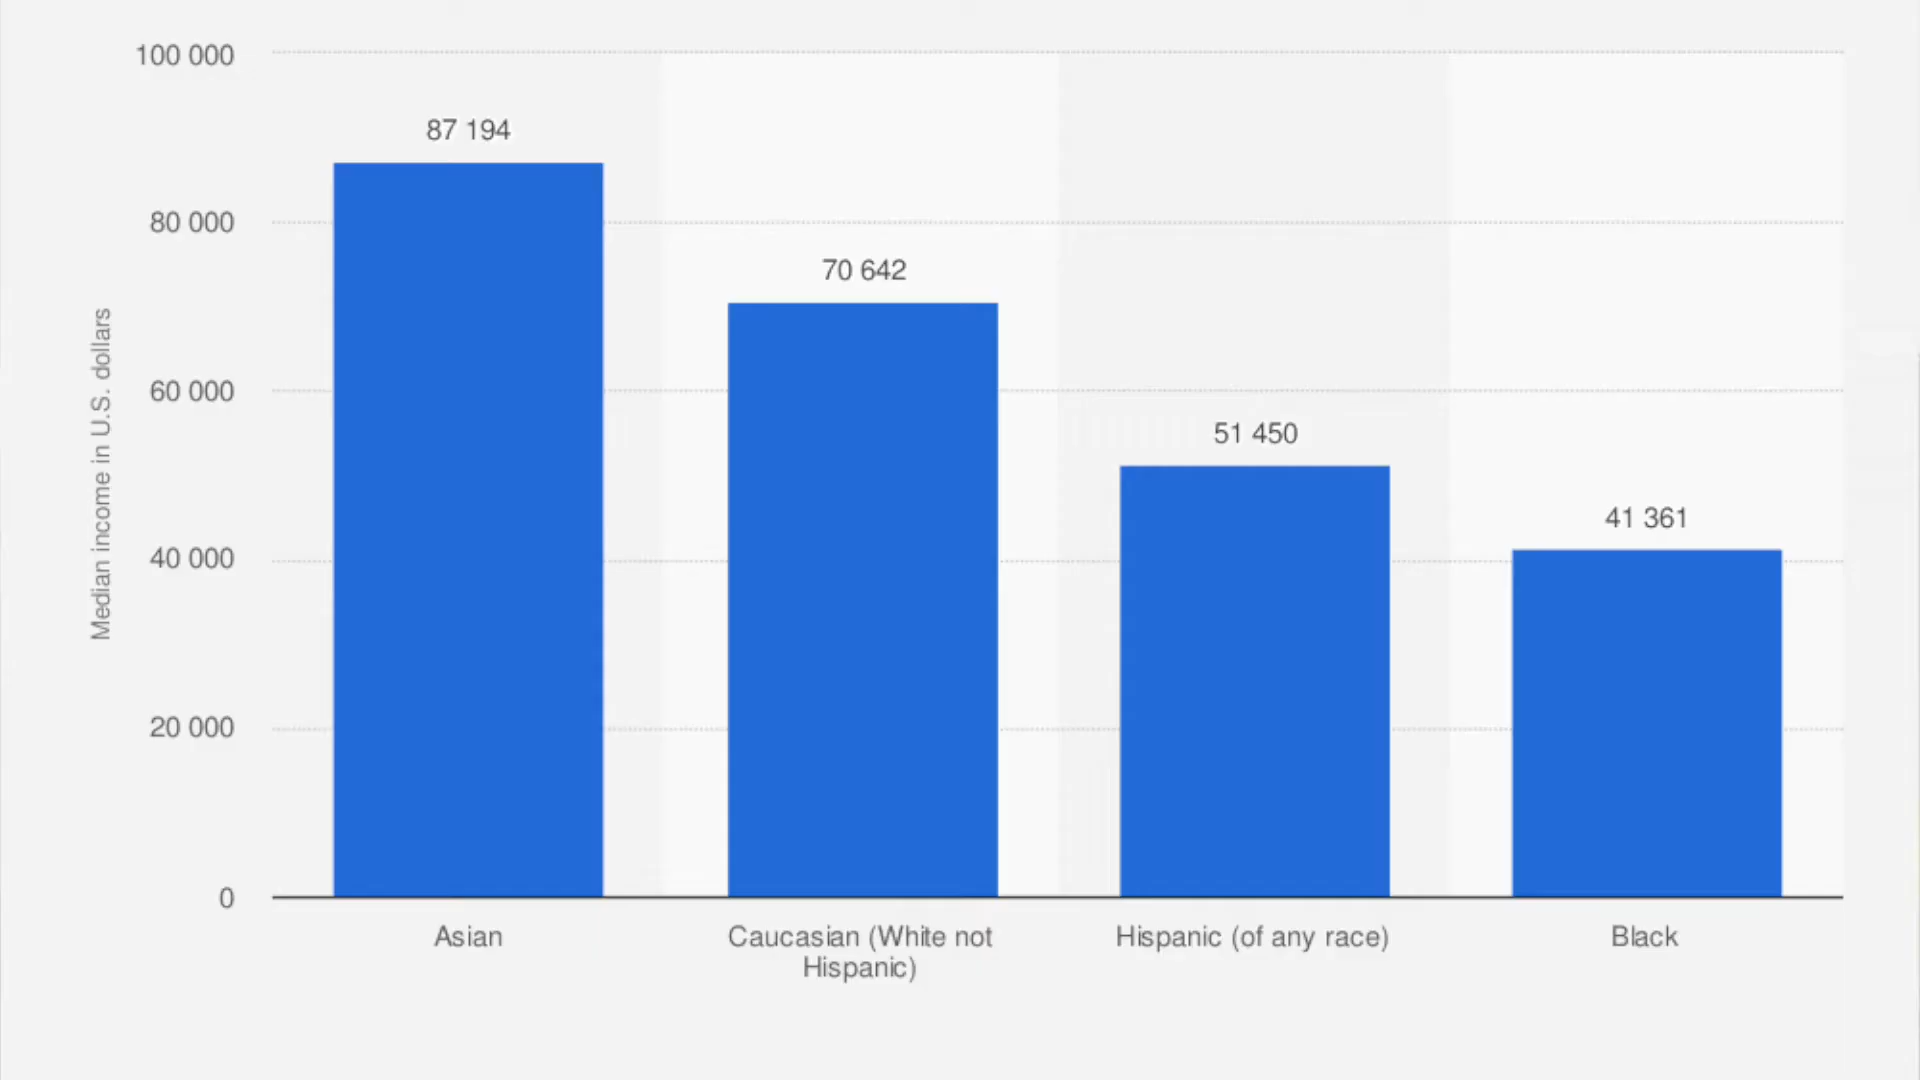 100 000
87 194
80 000
70 642
Median income in U.S. dollars
60 000
51 450
41 361
40 000
20 000
0
Asian
Caucasian (White not
Hispanic)
Hispanic (of any race)
Black